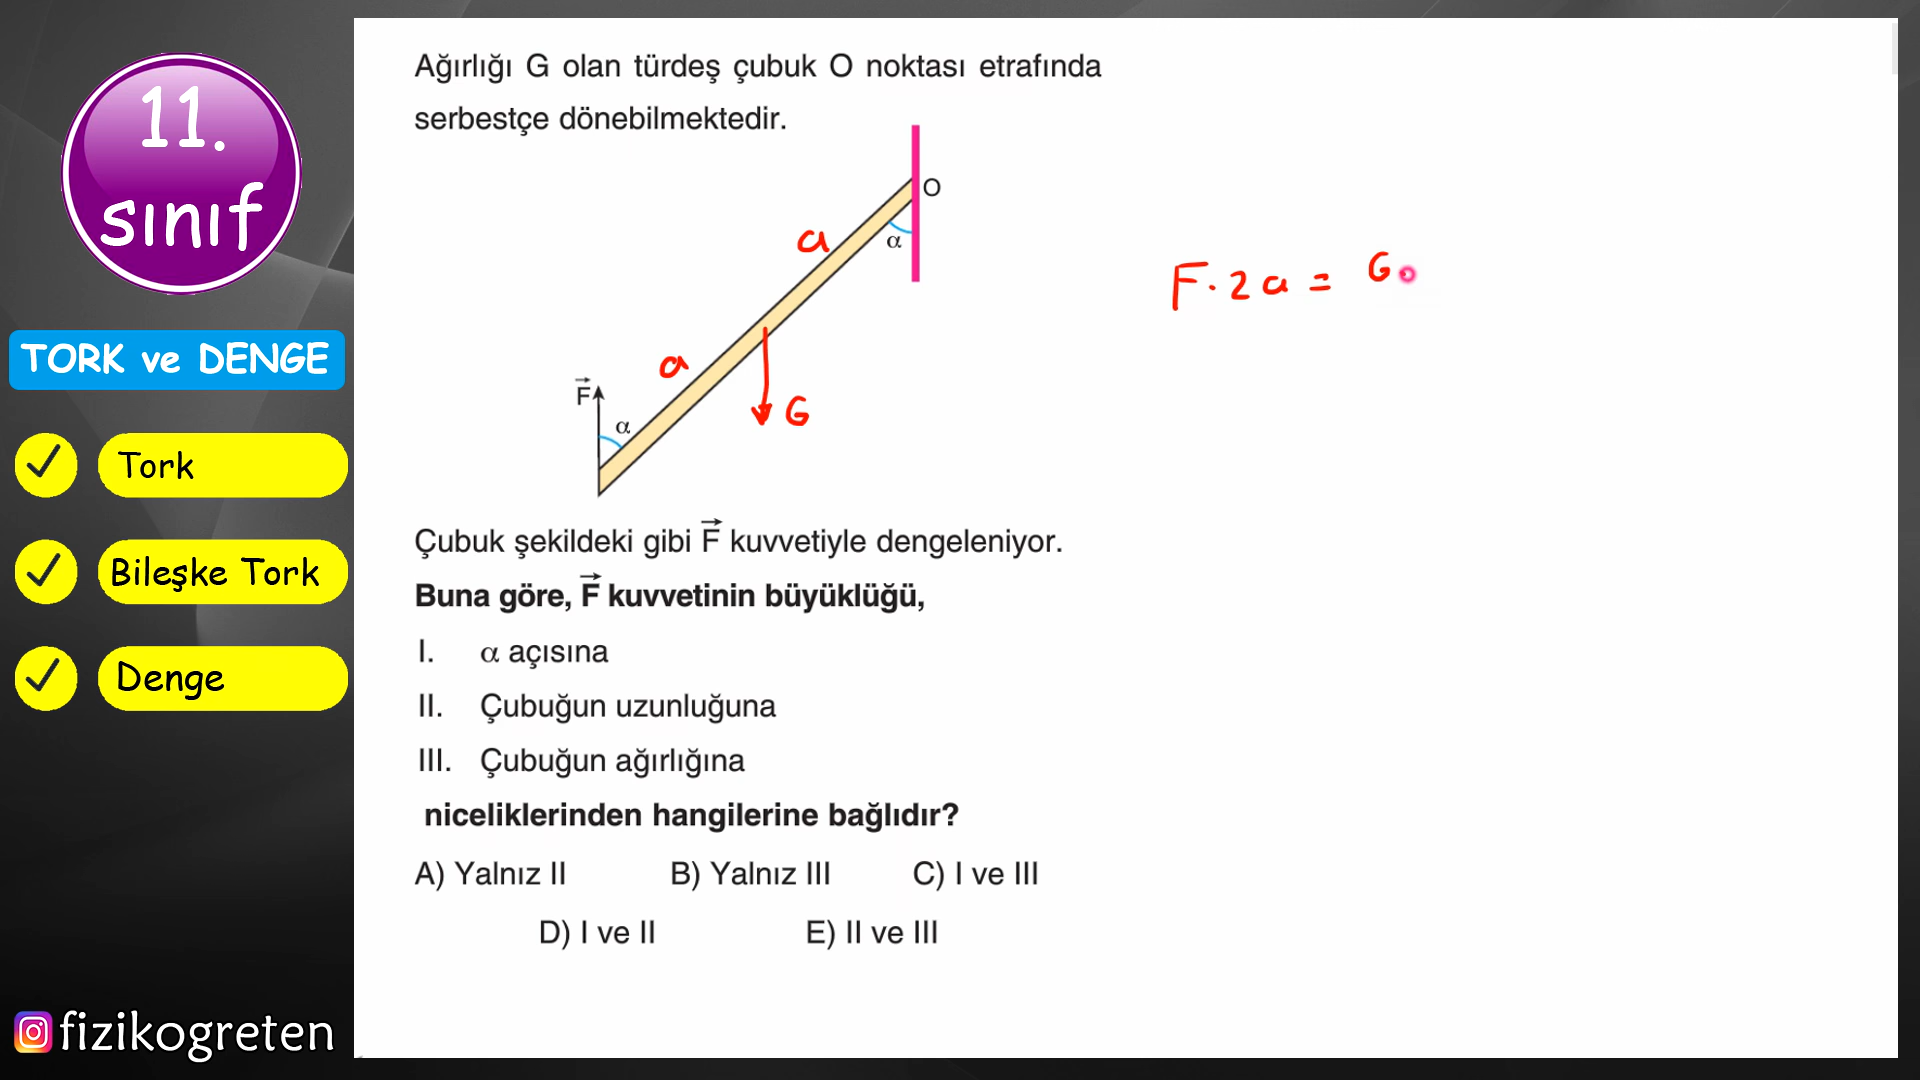 11.
sınıf
TORK ve DENGE
Tork
Bileşke Tork
Denge
fizikogreten
Ağırlığı G olan türdeş çubuk O noktası etrafında
serbestçe dönebilmektedir.
O
α
a
a
F
α
G
F·2a = G·
Çubuk şekildeki gibi F kuvvetiyle dengeleniyor.
Buna göre, F kuvvetinin büyüklüğü,
I. α açısına
II. Çubuğun uzunluğuna
III. Çubuğun ağırlığına
niceliklerinden hangilerine bağlıdır?
A) Yalnız II B) Yalnız III C) I ve III
D) I ve II E) II ve III